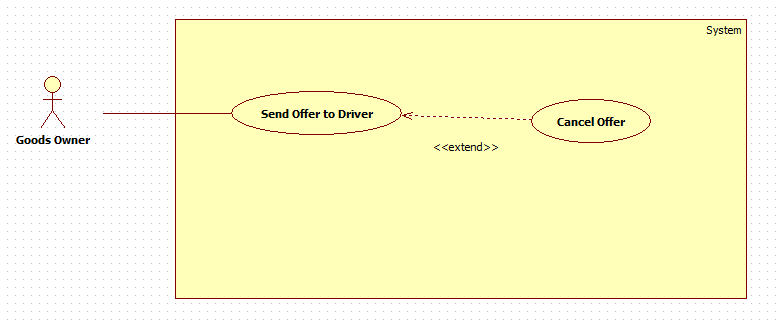 System
Send Offer to Driver
Cancel Offer
Goods Owner
<<extend>>